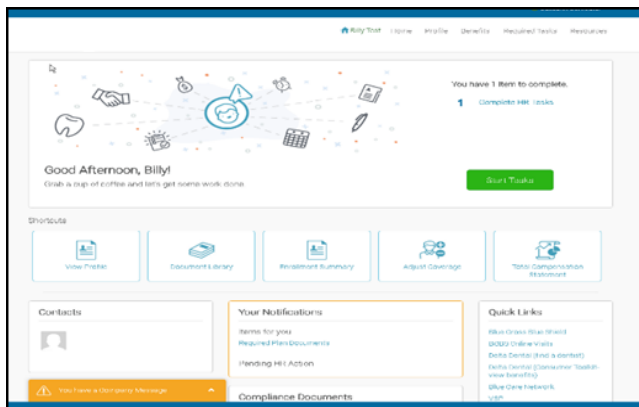 Billy Test Home Profile Benefits Required Tasks Resources
You have 1 item to complete.
1 Complete HR Tasks
Good Afternoon, Billy!
Grab a cup of coffee and lets get some work done
Start Tasks
Shortcuts
View Profile
Document Library
Enrollment Summary
Adjust Coverage
Total Compensation
Statement
Contacts
Your Notifications
Items for you
Required Plan Documents
Pending HR Action
Quick Links
Blue Cross Blue Shield
BCBS Online Visits
Delta Dental (find a dentist)
Delta Dental (Consumer Toolkit-
view benefits)
Blue Care Network
VSP
You have a Company Message
Compliance Documents